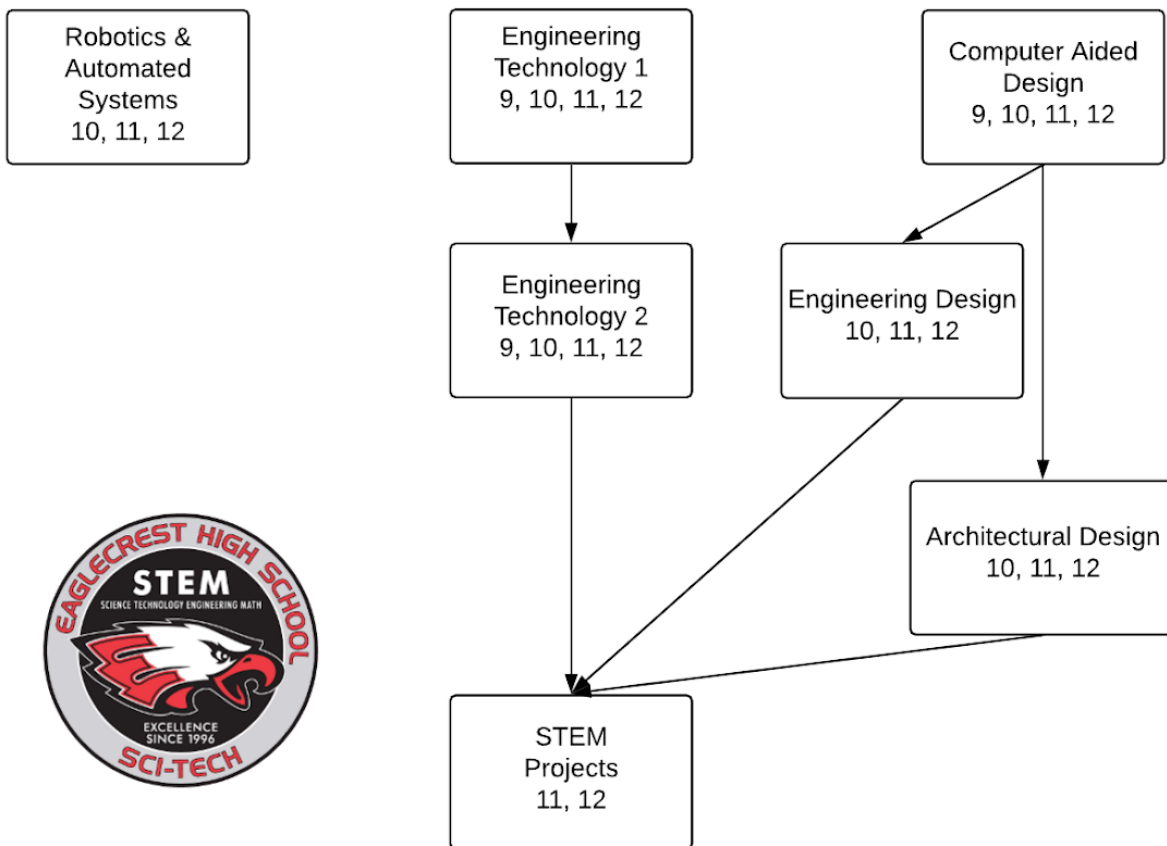 Robotics &
Automated
Systems
10, 11, 12
Engineering
Technology 1
9, 10, 11, 12
Computer Aided
Design
9, 10, 11, 12
Engineering
Technology 2
9, 10, 11, 12
Engineering Design
10, 11, 12
Architectural Design
10, 11, 12
EAGLECREST HIGH SCHOOL
STEM
SCIENCE TECHNOLOGY ENGINEERING MATH
EXCELLENCE
SINCE 1996
SCI-TECH
STEM
Projects
11, 12